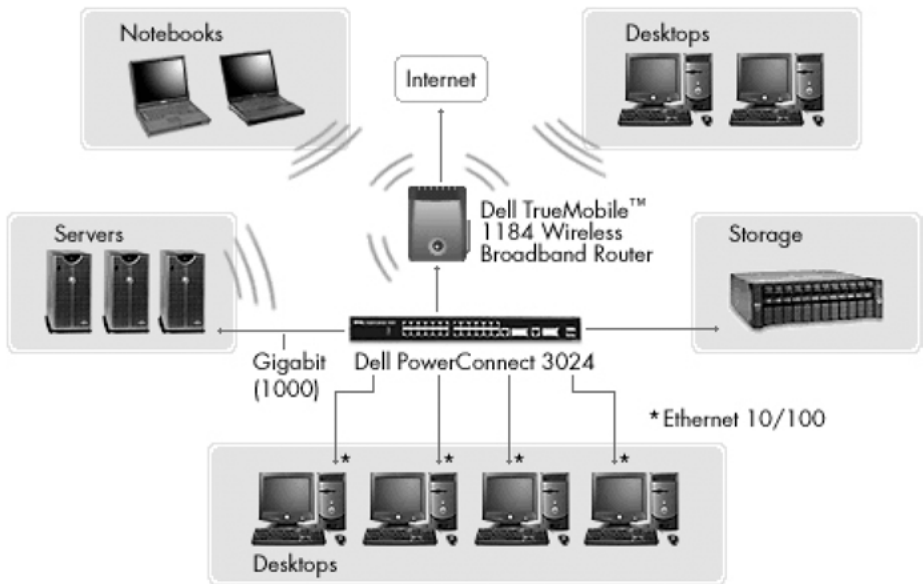 Notebooks
Desktops
Internet
Dell TrueMobile™
1184 Wireless
Broadband Router
Servers
Storage
Gigabit
(1000)
Dell PowerConnect 3024
*Ethernet 10/100
*
*
*
*
Desktops